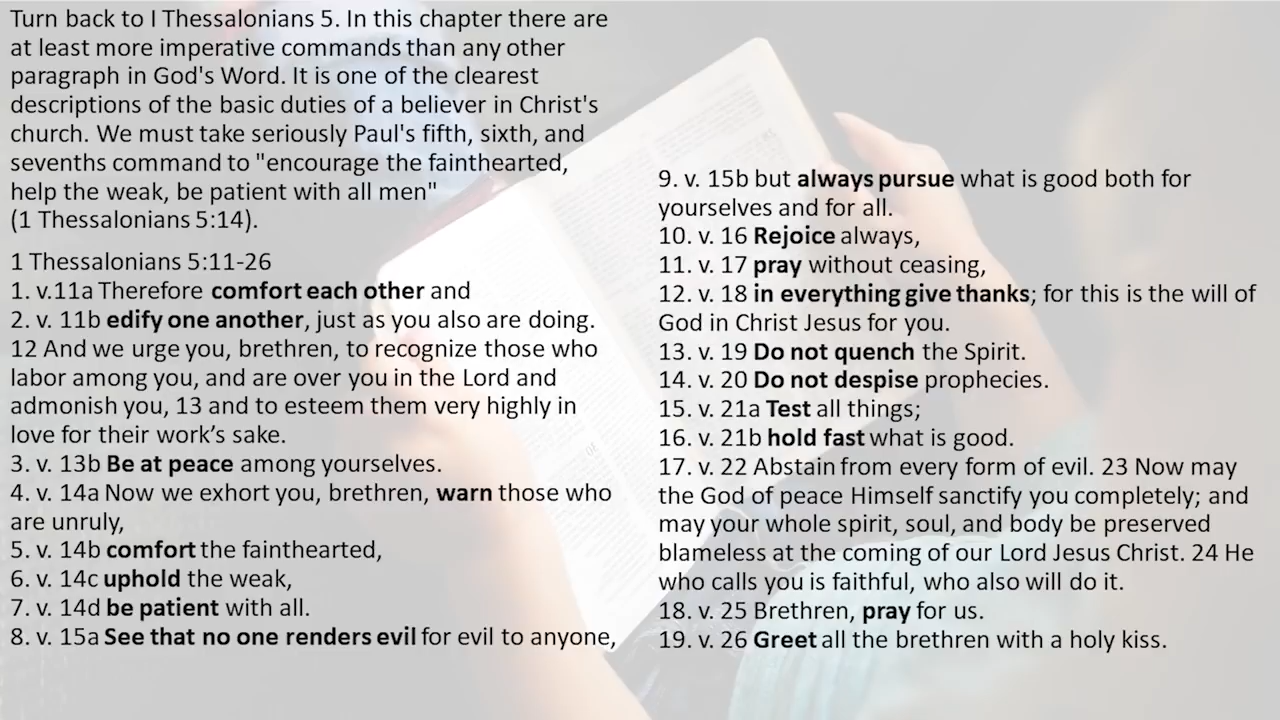 Turn back to I Thessalonians 5. In this chapter there are
at least more imperative commands than any other
paragraph in God's Word. It is one of the clearest
descriptions of the basic duties of a believer in Christ's
church. We must take seriously Paul's fifth, sixth, and
sevenths command to "encourage the fainthearted,
help the weak, be patient with all men"
(1 Thessalonians 5:14).
1 Thessalonians 5:11-26
1. v.11a Therefore comfort each other and
2. v. 11b edify one another, just as you also are doing.
12 And we urge you, brethren, to recognize those who
labor among you, and are over you in the Lord and
admonish you, 13 and to esteem them very highly in
love for their work’s sake.
3. v. 13b Be at peace among yourselves.
4. v. 14a Now we exhort you, brethren, warn those who
are unruly,
5. v. 14b comfort the fainthearted,
6. v. 14c uphold the weak,
7. v. 14d be patient with all.
8. v. 15a See that no one renders evil for evil to anyone,
9. v. 15b but always pursue what is good both for
yourselves and for all.
10. v. 16 Rejoice always,
11. v. 17 pray without ceasing,
12. v. 18 in everything give thanks; for this is the will of
God in Christ Jesus for you.
13. v. 19 Do not quench the Spirit.
14. v. 20 Do not despise prophecies.
15. v. 21a Test all things;
16. v. 21b hold fast what is good.
17. v. 22 Abstain from every form of evil. 23 Now may
the God of peace Himself sanctify you completely; and
may your whole spirit, soul, and body be preserved
blameless at the coming of our Lord Jesus Christ. 24 He
who calls you is faithful, who also will do it.
18. v. 25 Brethren, pray for us.
19. v. 26 Greet all the brethren with a holy kiss.